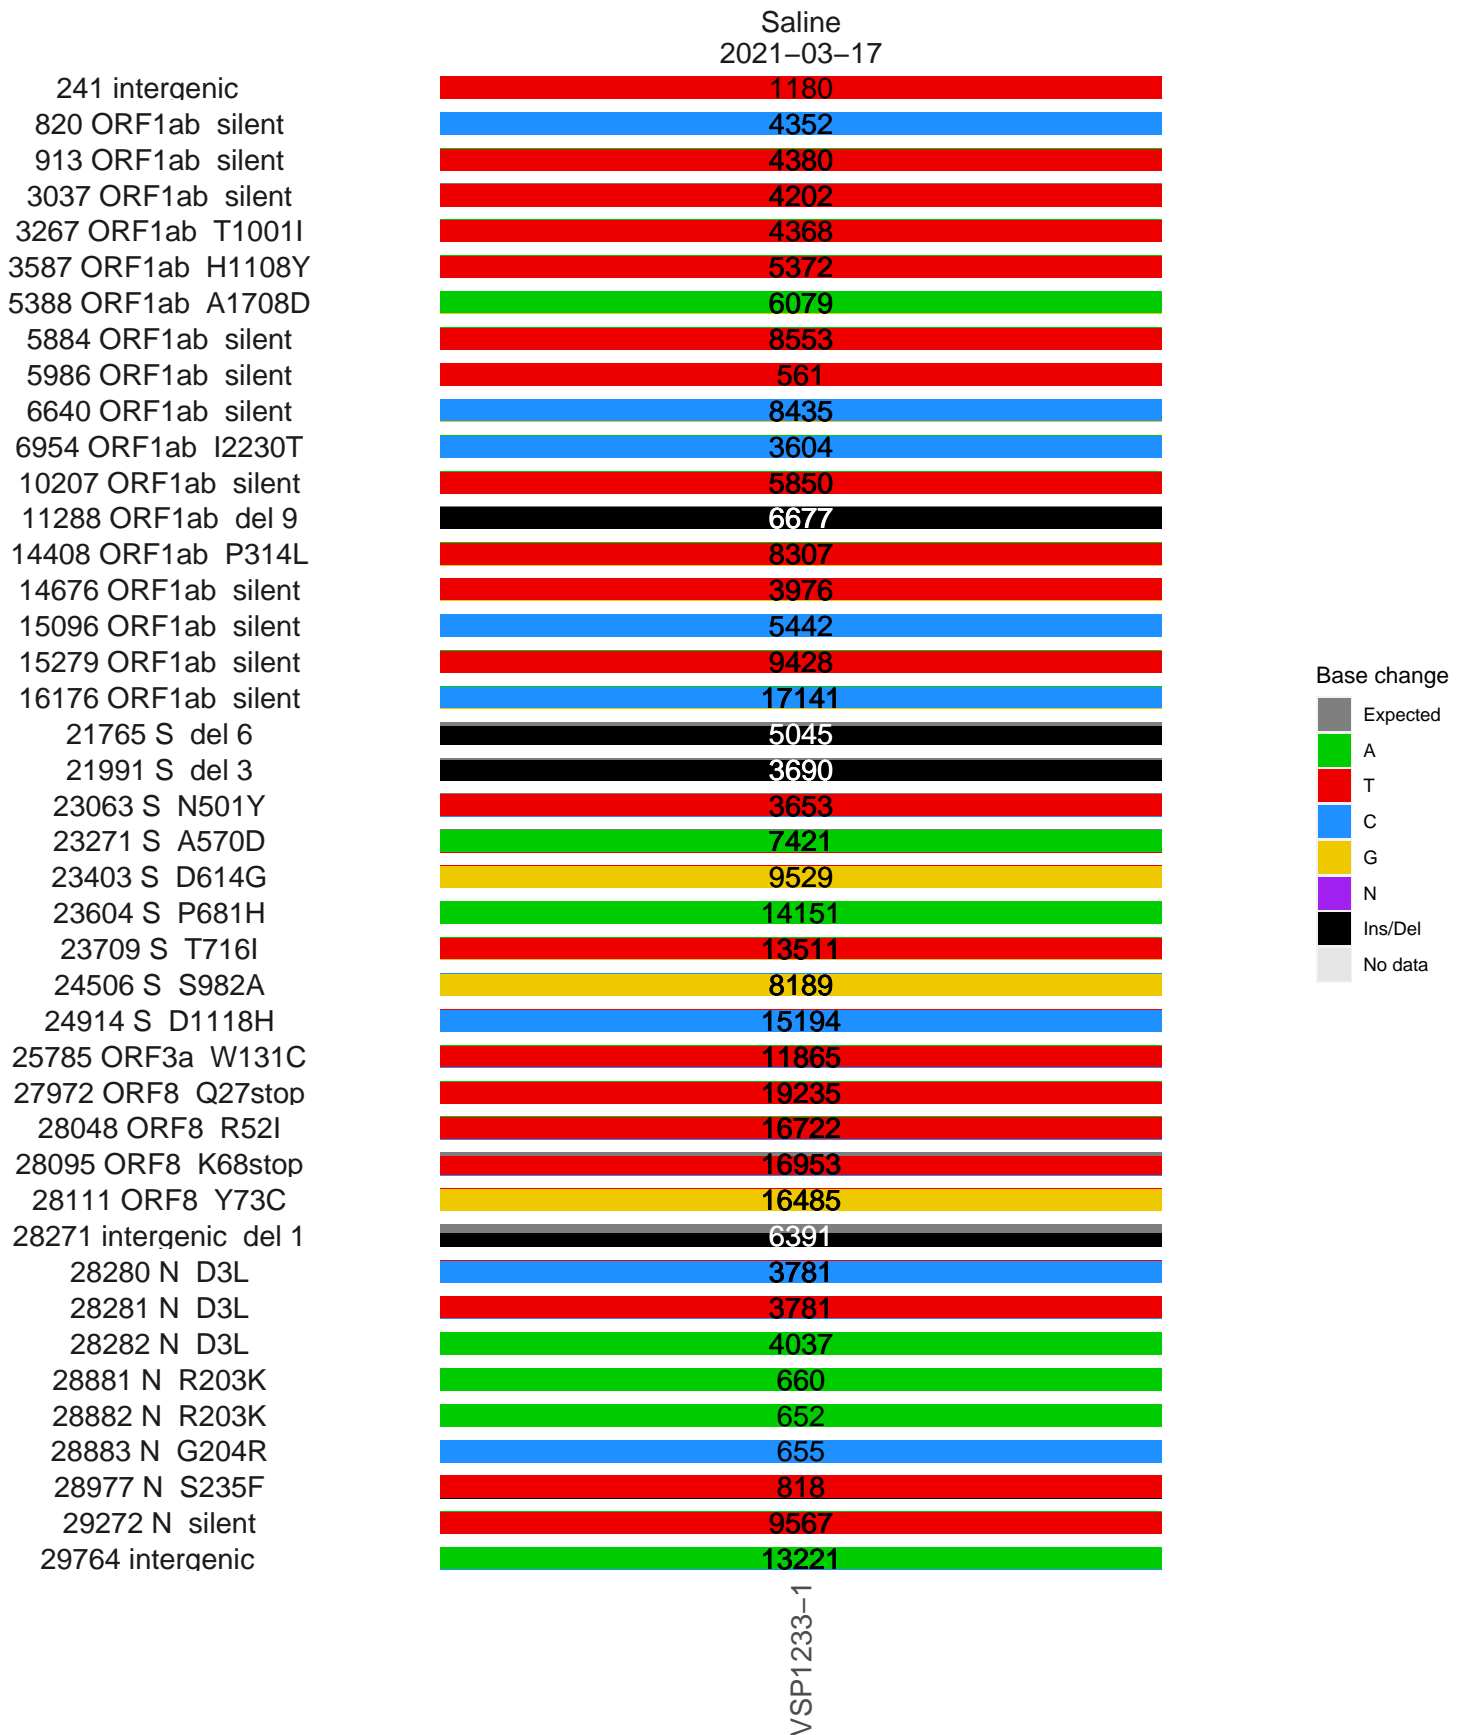 Saline
2021−03−17
241 intergenic 1180
820 ORF1ab silent 4352
913 ORF1ab silent 4380
3037 ORF1ab silent 4202
3267 ORF1ab T1001I 4368
3587 ORF1ab H1108Y 5372
5388 ORF1ab A1708D 6079
5884 ORF1ab silent 8553
5986 ORF1ab silent 561
6640 ORF1ab silent 8435
6954 ORF1ab I2230T 3604
10207 ORF1ab silent 5850
11288 ORF1ab del 9 6677
14408 ORF1ab P314L 8307
14676 ORF1ab silent 3976
15096 ORF1ab silent 5442
15279 ORF1ab silent 9428
16176 ORF1ab silent 17141
21765 S del 6 5045
21991 S del 3 3690
23063 S N501Y 3653
23271 S A570D 7421
23403 S D614G 9529
23604 S P681H 14151
23709 S T716I 13511
24506 S S982A 8189
24914 S D1118H 15194
25785 ORF3a W131C 11865
27972 ORF8 Q27stop 19235
28048 ORF8 R52I 16722
28095 ORF8 K68stop 16953
28111 ORF8 Y73C 16485
28271 intergenic del 1 6391
28280 N D3L 3781
28281 N D3L 3781
28282 N D3L 4037
28881 N R203K 660
28882 N R203K 652
28883 N G204R 655
28977 N S235F 818
29272 N silent 9567
29764 intergenic 13221
VSP1233−1
Base change
Expected
A
T
C
G
N
Ins/Del
No data